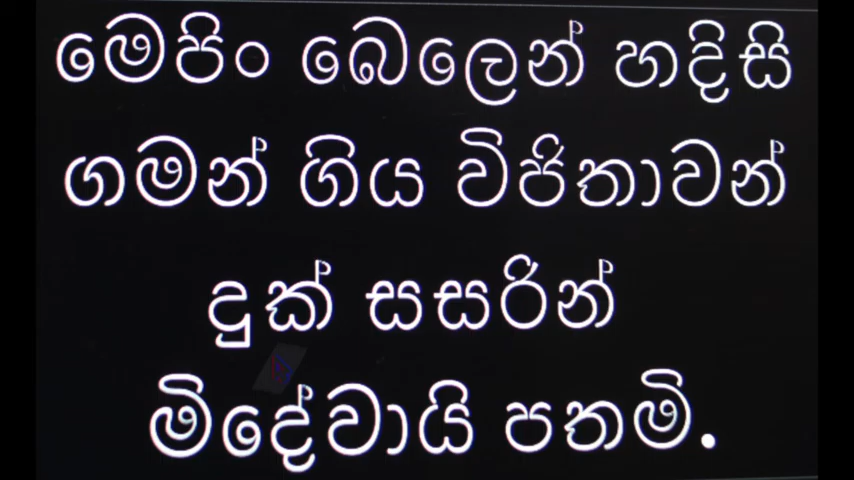 මෙපිං බෙලෙන් හදිසි
ගමන් ගිය විජිතාවන්
දුක් සසරින්
මිදේවායි පතමි.